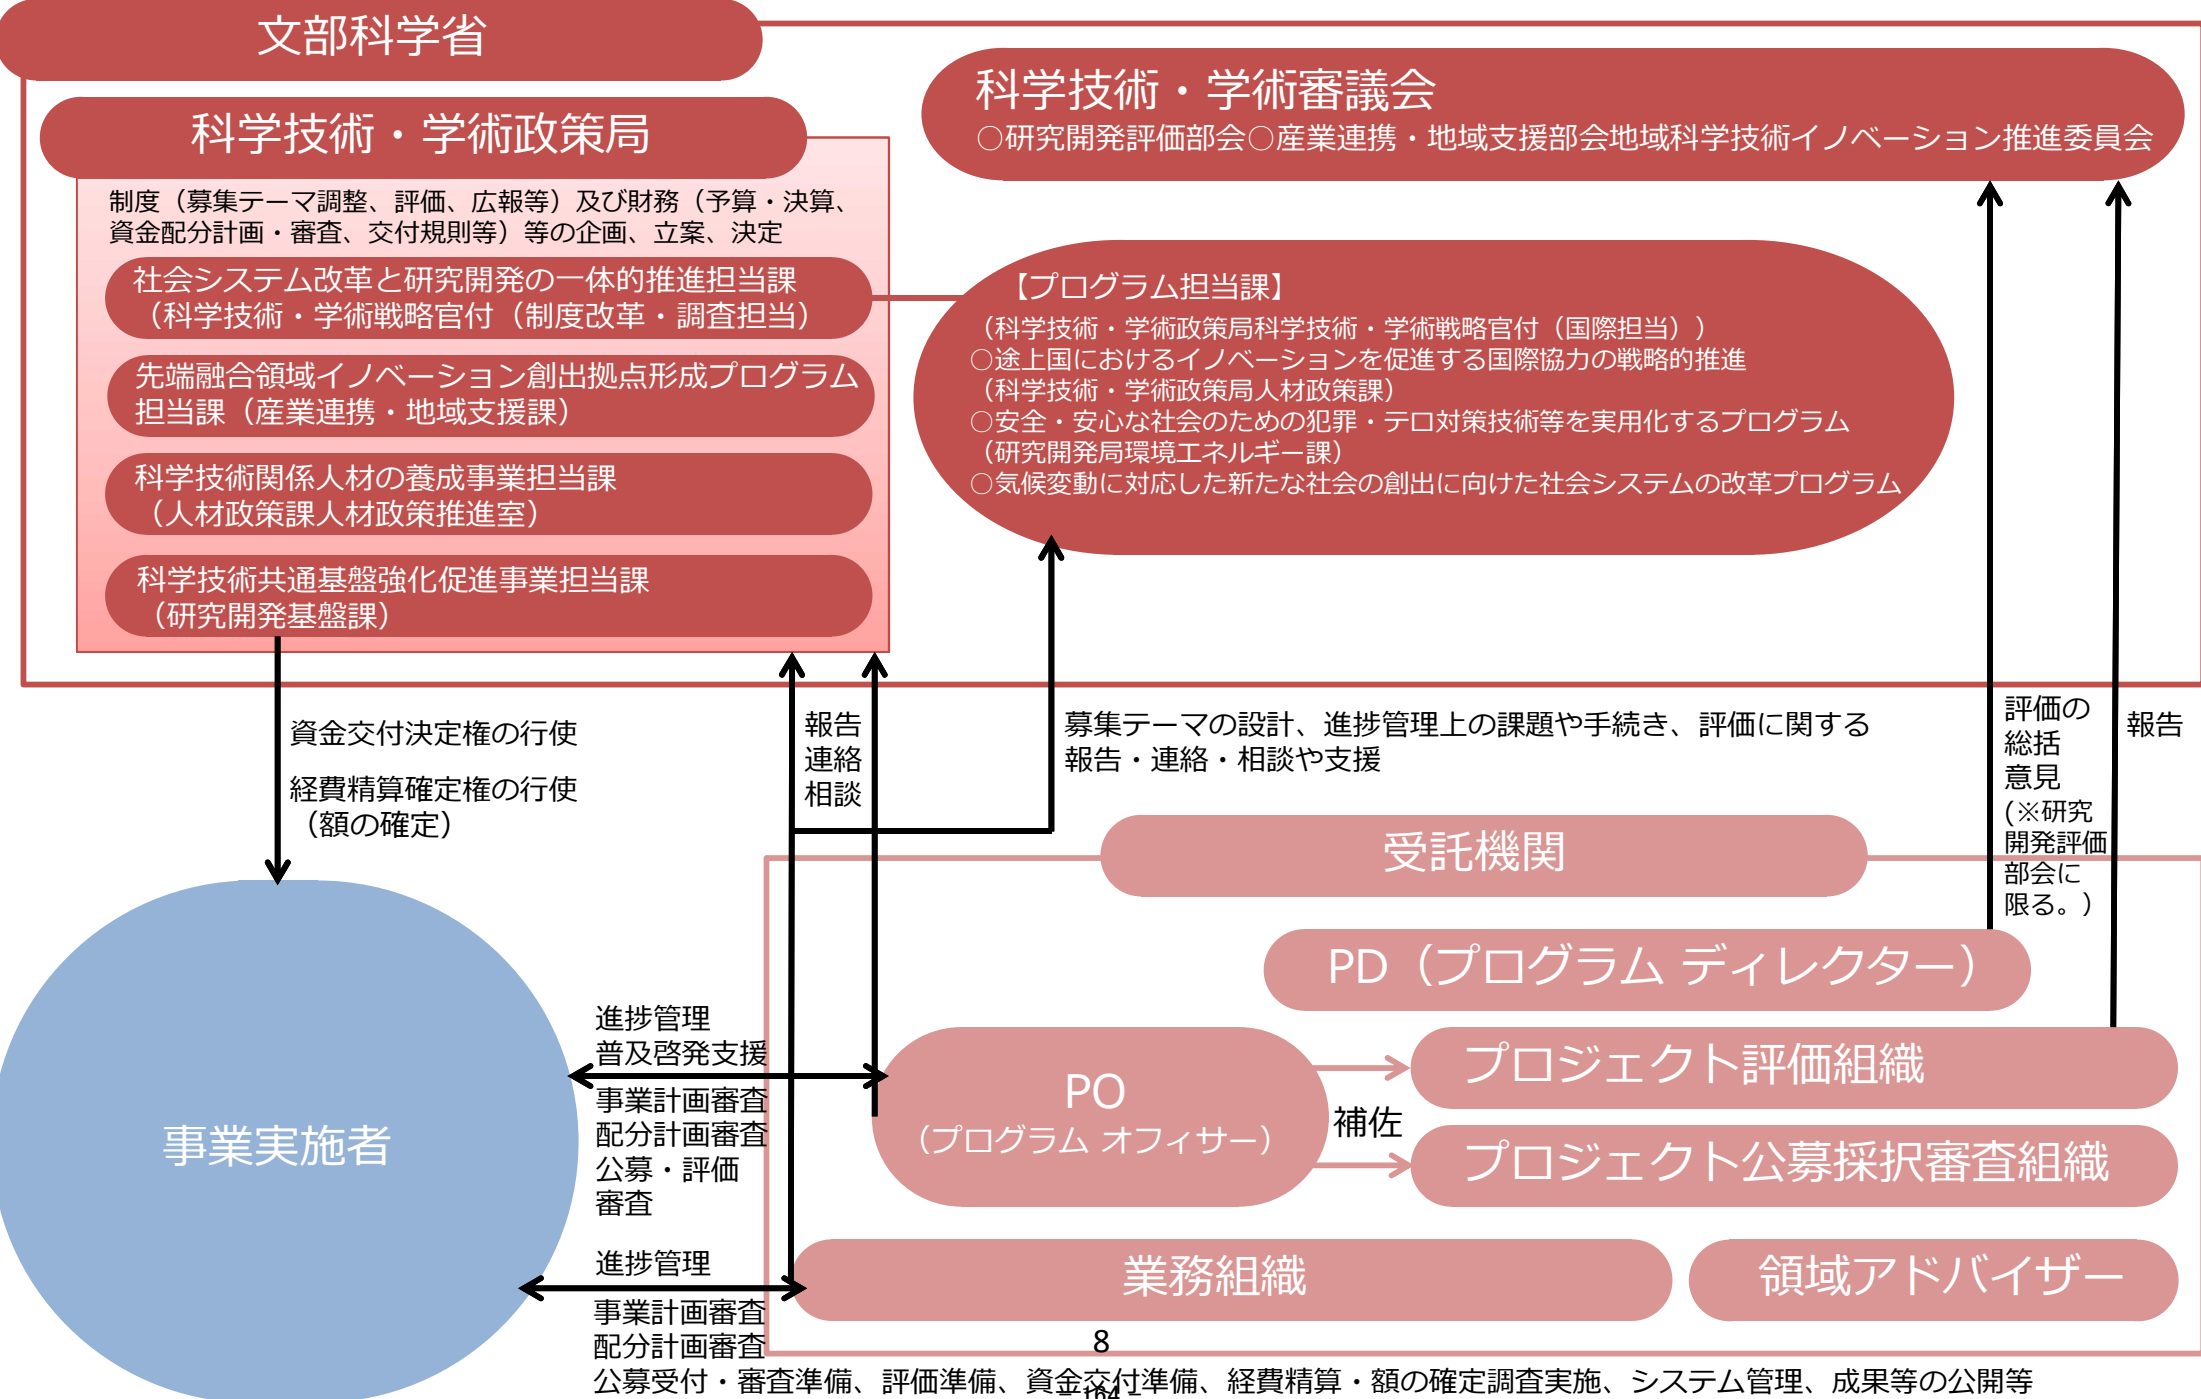 文部科学省
科学技術・学術政策局
制度（募集テーマ調整、評価、広報等）及び財務（予算・決算、
資金配分計画・審査、交付規則等）等の企画、立案、決定
社会システム改革と研究開発の一体的推進担当課
（科学技術・学術戦略官付（制度改革・調査担当）
先端融合領域イノベーション創出拠点形成プログラム
担当課（産業連携・地域支援課）
科学技術関係人材の養成事業担当課
（人材政策課人材政策推進室）
科学技術共通基盤強化促進事業担当課
（研究開発基盤課）
科学技術・学術審議会
○研究開発評価部会○産業連携・地域支援部会地域科学技術イノベーション推進委員会
【プログラム担当課】
（科学技術・学術政策局科学技術・学術戦略官付（国際担当））
○途上国におけるイノベーションを促進する国際協力の戦略的推進
（科学技術・学術政策局人材政策課）
○安全・安心な社会のための犯罪・テロ対策技術等を実用化するプログラム
（研究開発局環境エネルギー課）
○気候変動に対応した新たな社会の創出に向けた社会システムの改革プログラム
資金交付決定権の行使
経費精算確定権の行使
（額の確定）
報告
連絡
相談
募集テーマの設計、進捗管理上の課題や手続き、評価に関する
報告・連絡・相談や支援
評価の
総括
意見
(※研究
開発評価
部会に
限る。）
報告
受託機関
PD（プログラム ディレクター）
PO
（プログラム オフィサー）
補佐
プロジェクト評価組織
プロジェクト公募採択審査組織
業務組織
領域アドバイザー
事業実施者
進捗管理
普及啓発支援
事業計画審査
配分計画審査
公募・評価
審査
進捗管理
事業計画審査
配分計画審査
公募受付・審査準備、評価準備、資金交付準備、経費精算・額の確定調査実施、システム管理、成果等の公開等
8
– 164 –